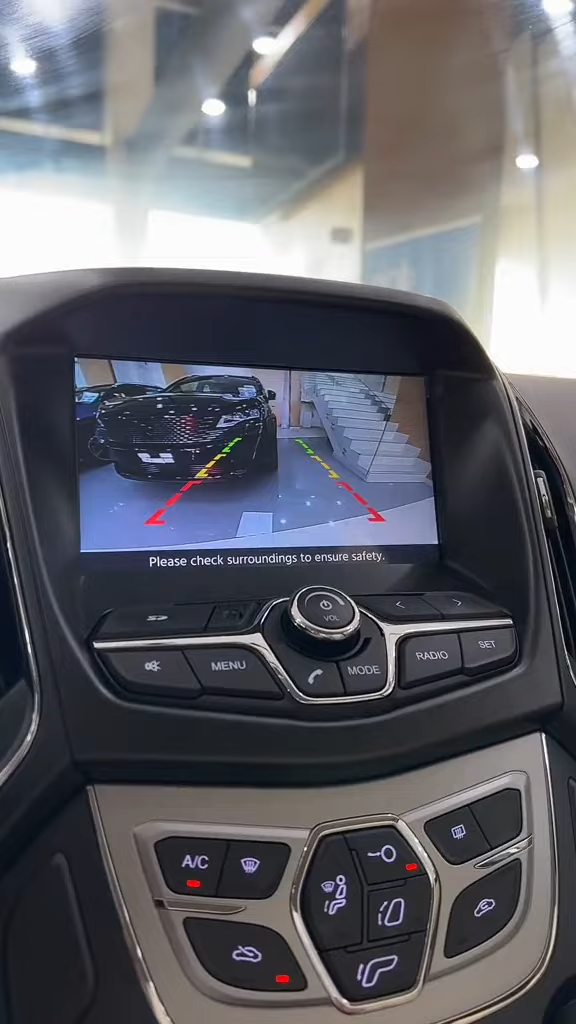 Please check surroundings to ensure safety.
VOL
MENU
MODE
RADIO
SET
A/C